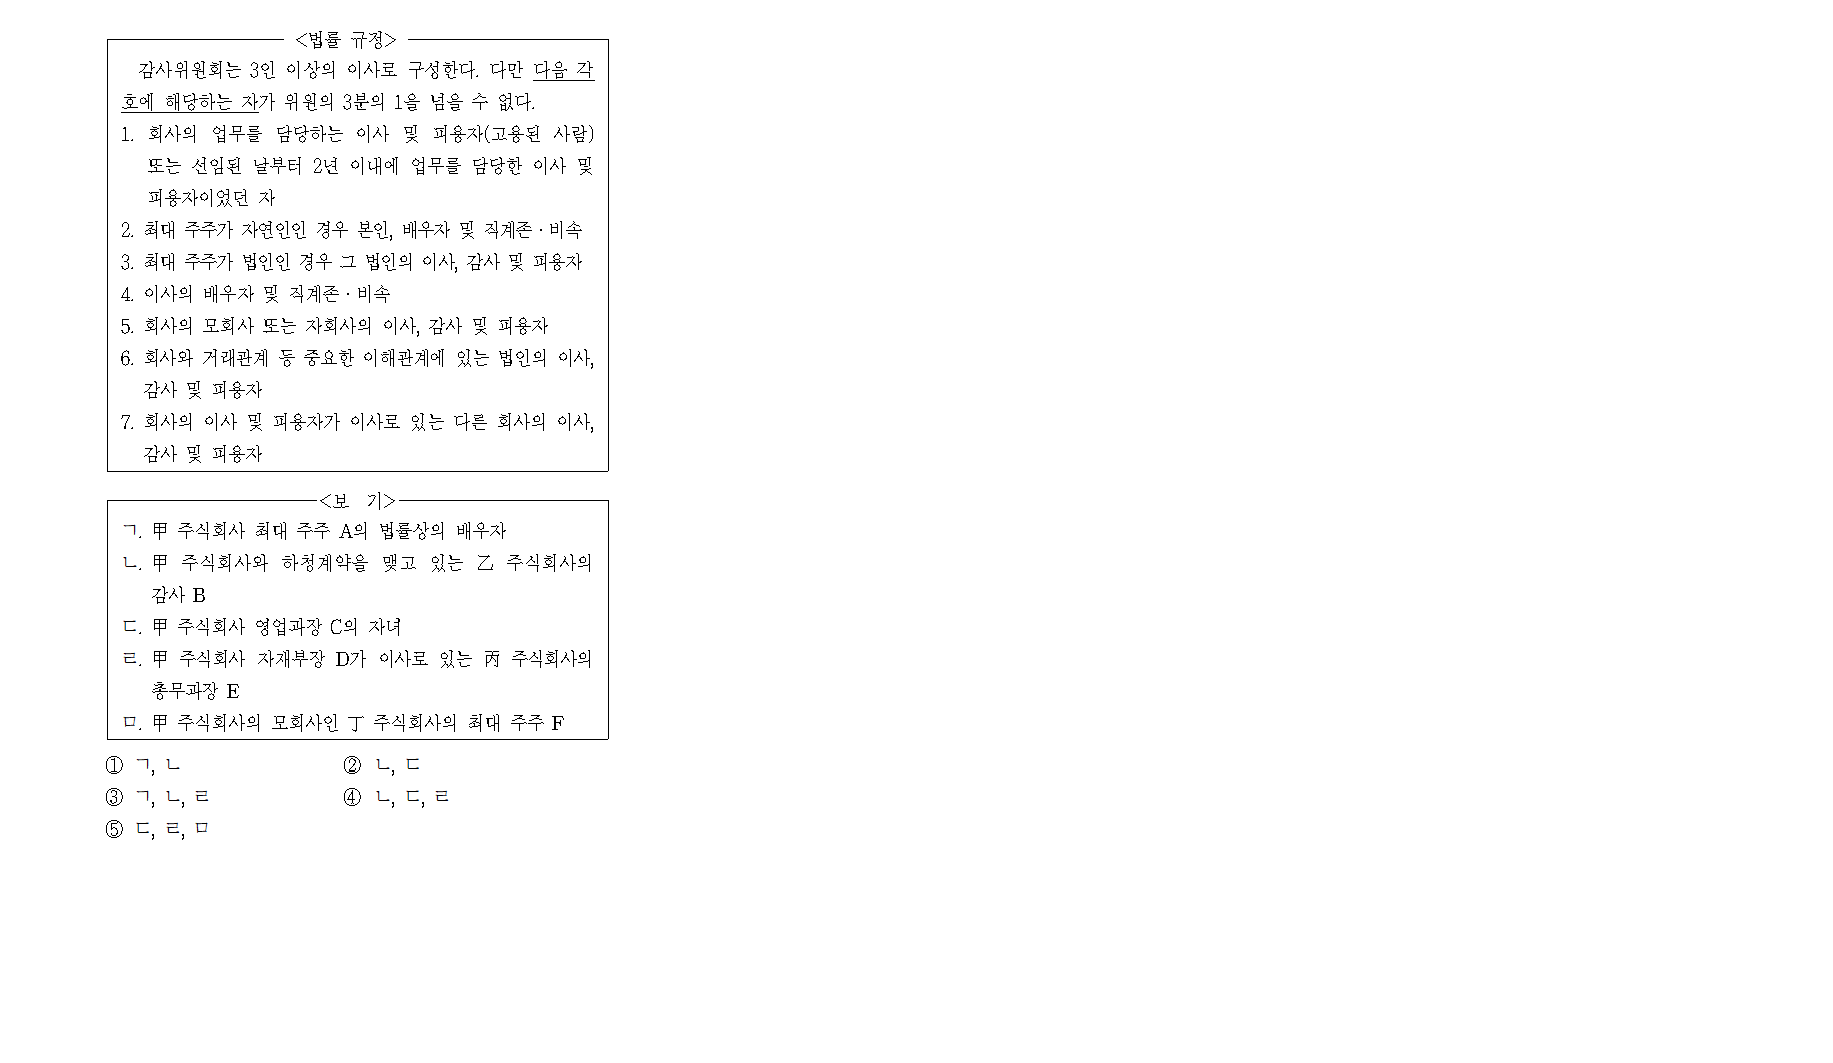 <법률 규정>
감사위원회는 3인 이상의 이사로 구성한다. 다만 다음 각
호에 해당하는 자가 위원의 3분의 1을 넘을 수 없다.
1. 회사의 업무를 담당하는 이사 및 피용자(고용된 사람)
또는 선임된 날부터 2년 이내에 업무를 담당한 이사 및
피용자이었던 자
2. 최대 주주가 자연인인 경우 본인, 배우자 및 직계존·비속
3. 최대 주주가 법인인 경우 그 법인의 이사, 감사 및 피용자
4. 이사의 배우자 및 직계존·비속
5. 회사의 모회사 또는 자회사의 이사, 감사 및 피용자
6. 회사와 거래관계 등 중요한 이해관계에 있는 법인의 이사,
감사 및 피용자
7. 회사의 이사 및 피용자가 이사로 있는 다른 회사의 이사,
감사 및 피용자
<보 기>
ㄱ. 甲 주식회사 최대 주주 A의 법률상의 배우자
ㄴ. 甲 주식회사와 하청계약을 맺고 있는 乙 주식회사의
감사 B
ㄷ. 甲 주식회사 영업과장 C의 자녀
ㄹ. 甲 주식회사 자재부장 D가 이사로 있는 丙 주식회사의
총무과장 E
ㅁ. 甲 주식회사의 모회사인 丁 주식회사의 최대 주주 F
① ㄱ, ㄴ ② ㄴ, ㄷ
③ ㄱ, ㄴ, ㄹ ④ ㄴ, ㄷ, ㄹ
⑤ ㄷ, ㄹ, ㅁ